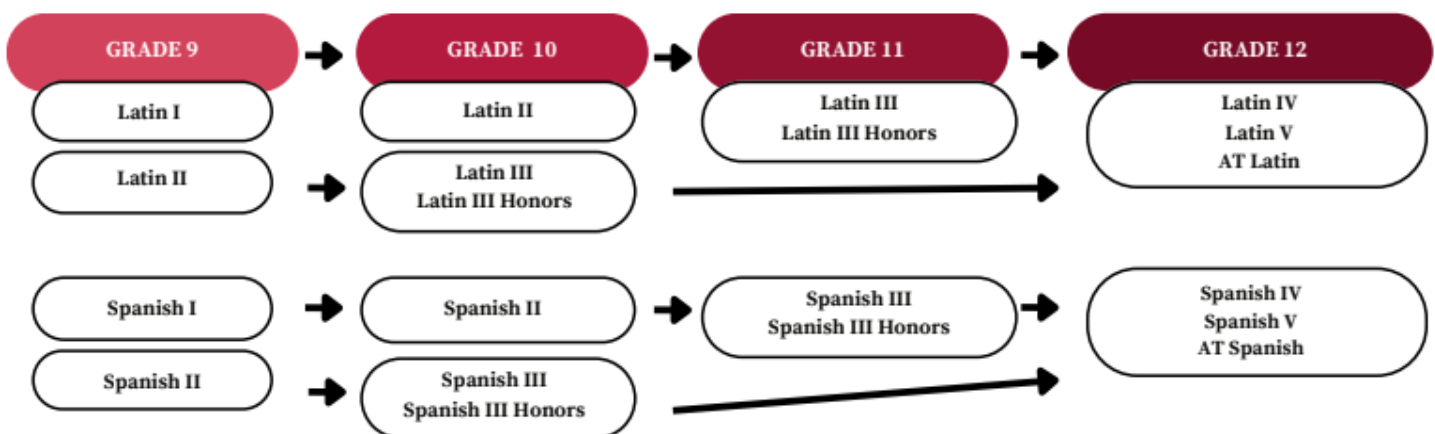 GRADE 9
GRADE 10
GRADE 11
GRADE 12
Latin I
Latin II
Latin III
Latin III Honors
Latin IV
Latin V
AT Latin
Latin II
Latin III
Latin III Honors
Spanish I
Spanish II
Spanish III
Spanish III Honors
Spanish IV
Spanish V
AT Spanish
Spanish II
Spanish III
Spanish III Honors